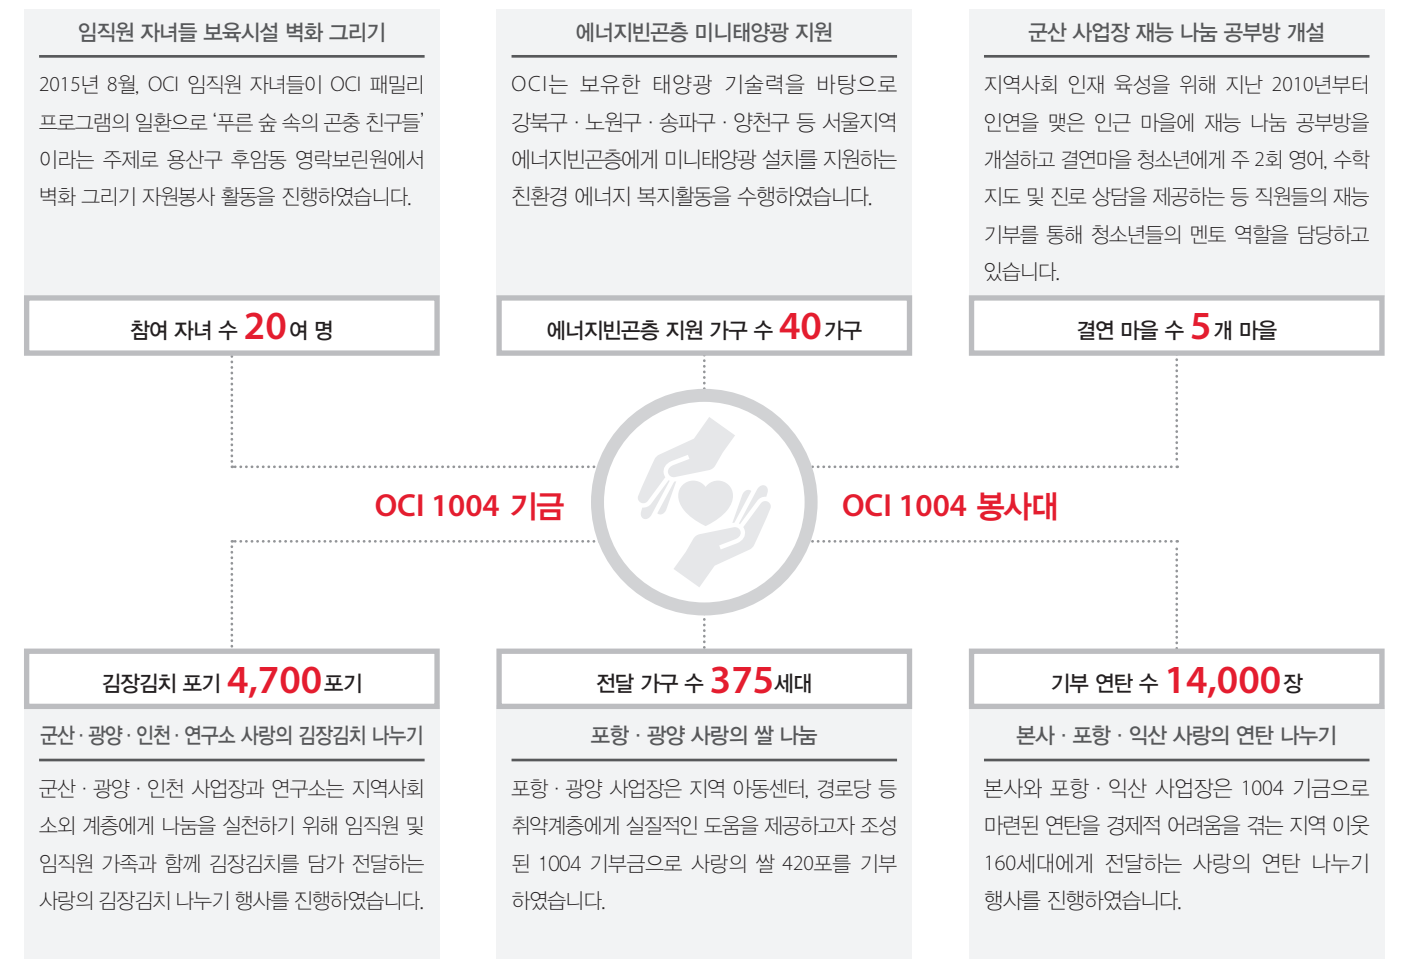 임직원 자녀들 보육시설 벽화 그리기
2015년 8월, OCI 임직원 자녀들이 OCI 패밀리
프로그램의 일환으로 ‘푸른 숲 속의 곤충 친구들’
이라는 주제로 용산구 후암동 영락보린원에서
벽화 그리기 자원봉사 활동을 진행하였습니다.
참여 자녀 수 20여 명
에너지빈곤층 미니태양광 지원
OCI는 보유한 태양광 기술력을 바탕으로
강북구 · 노원구 · 송파구 · 양천구 등 서울지역
에너지빈곤층에게 미니태양광 설치를 지원하는
친환경 에너지 복지활동을 수행하였습니다.
에너지빈곤층 지원 가구 수 40가구
군산 사업장 재능 나눔 공부방 개설
지역사회 인재 육성을 위해 지난 2010년부터
인연을 맺은 인근 마을에 재능 나눔 공부방을
개설하고 결연마을 청소년에게 주 2회 영어, 수학
지도 및 진로 상담을 제공하는 등 직원들의 재능
기부를 통해 청소년들의 멘토 역할을 담당하고
있습니다.
결연 마을 수 5개 마을
OCI 1004 기금
OCI 1004 봉사대
김장김치 포기 4,700포기
군산 · 광양 · 인천 · 연구소 사랑의 김장김치 나누기
군산 · 광양 · 인천 사업장과 연구소는 지역사회
소외 계층에게 나눔을 실천하기 위해 임직원 및
임직원 가족과 함께 김장김치를 담가 전달하는
사랑의 김장김치 나누기 행사를 진행하였습니다.
전달 가구 수 375세대
포항 · 광양 사랑의 쌀 나눔
포항 · 광양 사업장은 지역 아동센터, 경로당 등
취약계층에게 실질적인 도움을 제공하고자 조성
된 1004 기부금으로 사랑의 쌀 420포를 기부
하였습니다.
기부 연탄 수 14,000장
본사 · 포항 · 익산 사랑의 연탄 나누기
본사와 포항 · 익산 사업장은 1004 기금으로
마련된 연탄을 경제적 어려움을 겪는 지역 이웃
160세대에게 전달하는 사랑의 연탄 나누기
행사를 진행하였습니다.